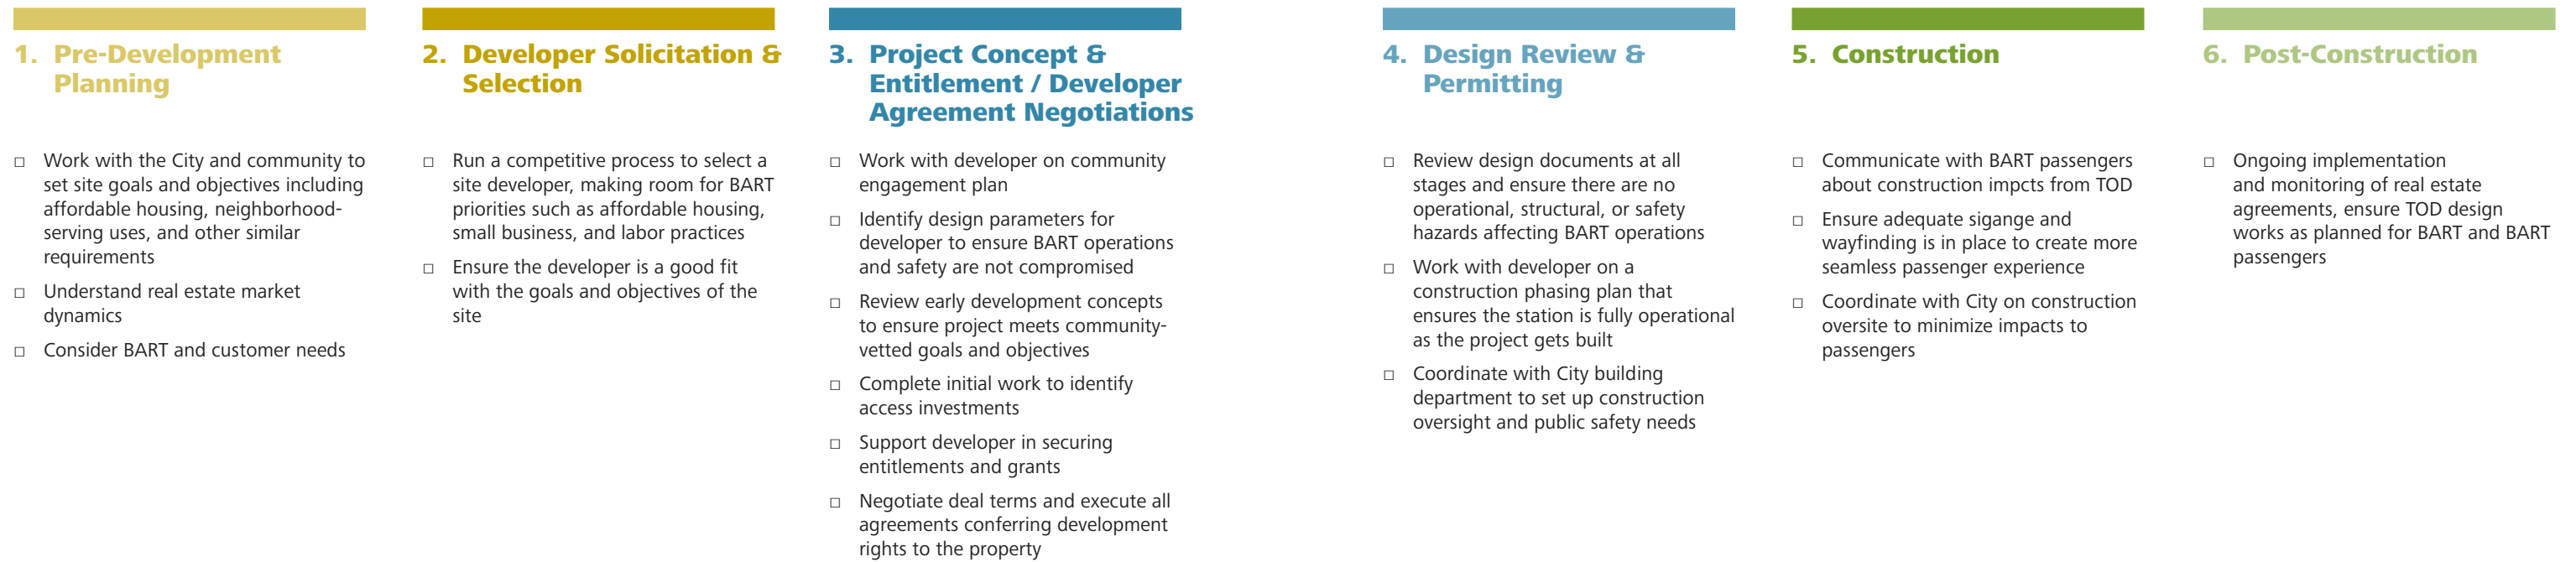 1. Pre-Development
Planning
□ Work with the City and community to
set site goals and objectives including
affordable housing, neighborhood-
serving uses, and other similar
requirements
□ Understand real estate market
dynamics
□ Consider BART and customer needs
2. Developer Solicitation &
Selection
□ Run a competitive process to select a
site developer, making room for BART
priorities such as affordable housing,
small business, and labor practices
□ Ensure the developer is a good fit
with the goals and objectives of the
site
3. Project Concept &
Entitlement / Developer
Agreement Negotiations
□ Work with developer on community
engagement plan
□ Identify design parameters for
developer to ensure BART operations
and safety are not compromised
□ Review early development concepts
to ensure project meets community-
vetted goals and objectives
□ Complete initial work to identify
access investments
□ Support developer in securing
entitlements and grants
□ Negotiate deal terms and execute all
agreements conferring development
rights to the property
4. Design Review &
Permitting
□ Review design documents at all
stages and ensure there are no
operational, structural, or safety
hazards affecting BART operations
□ Work with developer on a
construction phasing plan that
ensures the station is fully operational
as the project gets built
□ Coordinate with City building
department to set up construction
oversight and public safety needs
5. Construction
□ Communicate with BART passengers
about construction impcts from TOD
□ Ensure adequate sigange and
wayfinding is in place to create more
seamless passenger experience
□ Coordinate with City on construction
oversite to minimize impacts to
passengers
6. Post-Construction
□ Ongoing implementation
and monitoring of real estate
agreements, ensure TOD design
works as planned for BART and BART
passengers